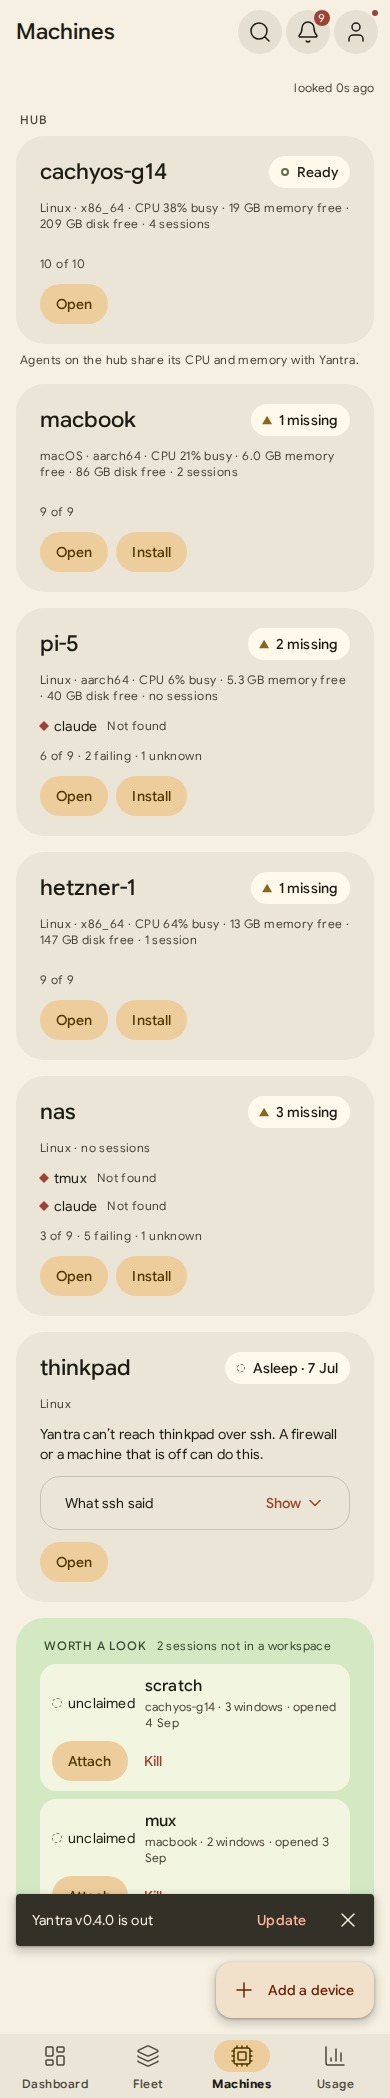 Machines
9
looked 0s ago
HUB
cachyos-g14
Ready
Linux · x86_64 · CPU 38% busy · 19 GB memory free ·
209 GB disk free · 4 sessions
10 of 10
Open
Agents on the hub share its CPU and memory with Yantra.
macbook
1 missing
macOS · aarch64 · CPU 21% busy · 6.0 GB memory
free · 86 GB disk free · 2 sessions
9 of 9
Open
Install
pi-5
2 missing
Linux · aarch64 · CPU 6% busy · 5.3 GB memory free
· 40 GB disk free · no sessions
claude Not found
6 of 9 · 2 failing · 1 unknown
Open
Install
hetzner-1
1 missing
Linux · x86_64 · CPU 64% busy · 13 GB memory free ·
147 GB disk free · 1 session
9 of 9
Open
Install
nas
3 missing
Linux · no sessions
tmux Not found
claude Not found
3 of 9 · 5 failing · 1 unknown
Open
Install
thinkpad
Asleep · 7 Jul
Linux
Yantra can't reach thinkpad over ssh. A firewall
or a machine that is off can do this.
What ssh said
Show
Open
WORTH A LOOK 2 sessions not in a workspace
unclaimed
scratch
cachyos-g14 · 3 windows · opened
4 Sep
Attach
Kill
unclaimed
mux
macbook · 2 windows · opened 3
Sep
Attach
Kill
Yantra v0.4.0 is out
Update
Add a device
Dashboard
Fleet
Machines
Usage